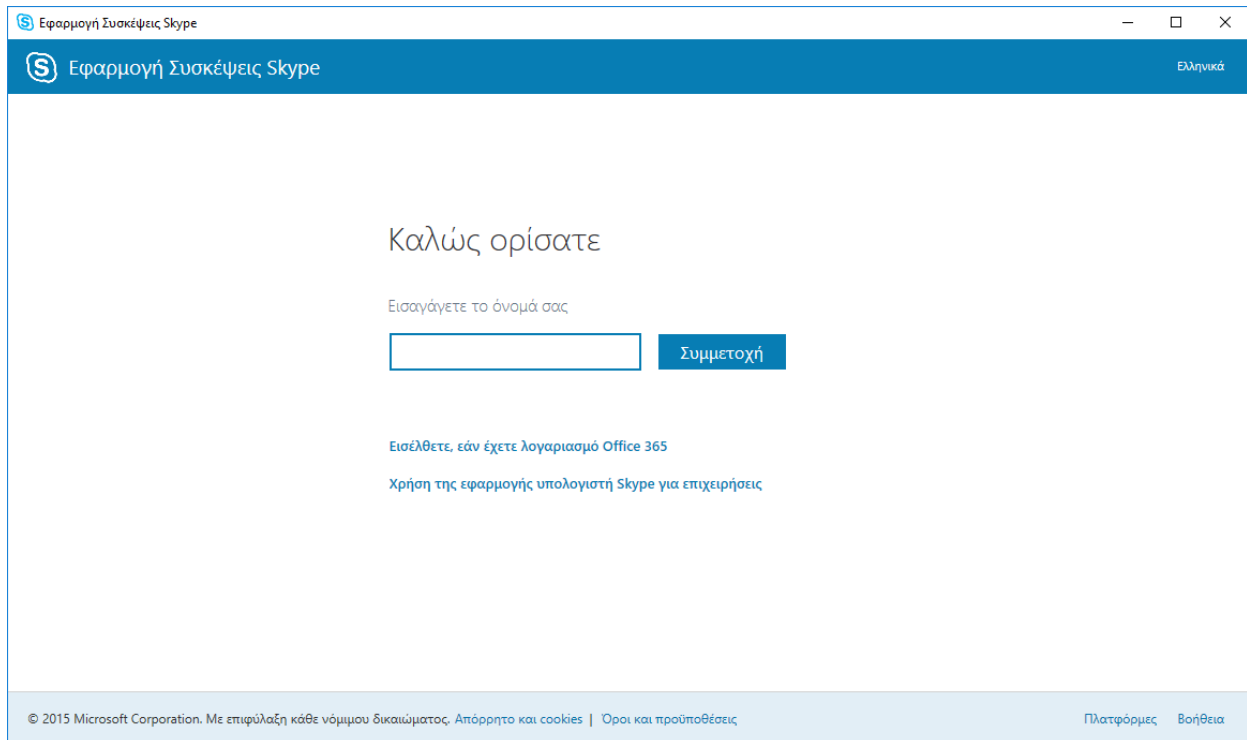 Εφαρμογή Συσκέψεις Skype
Εφαρμογή Συσκέψεις Skype
Ελληνικά
Καλώς ορίσατε
Εισαγάγετε το όνομά σας
Συμμετοχή
Εισέλθετε, εάν έχετε λογαριασμό Office 365
Χρήση της εφαρμογής υπολογιστή Skype για επιχειρήσεις
© 2015 Microsoft Corporation. Με επιφύλαξη κάθε νόμιμου δικαιώματος. Απόρρητο και cookies | Όροι και προϋποθέσεις Πλατφόρμες Βοήθεια